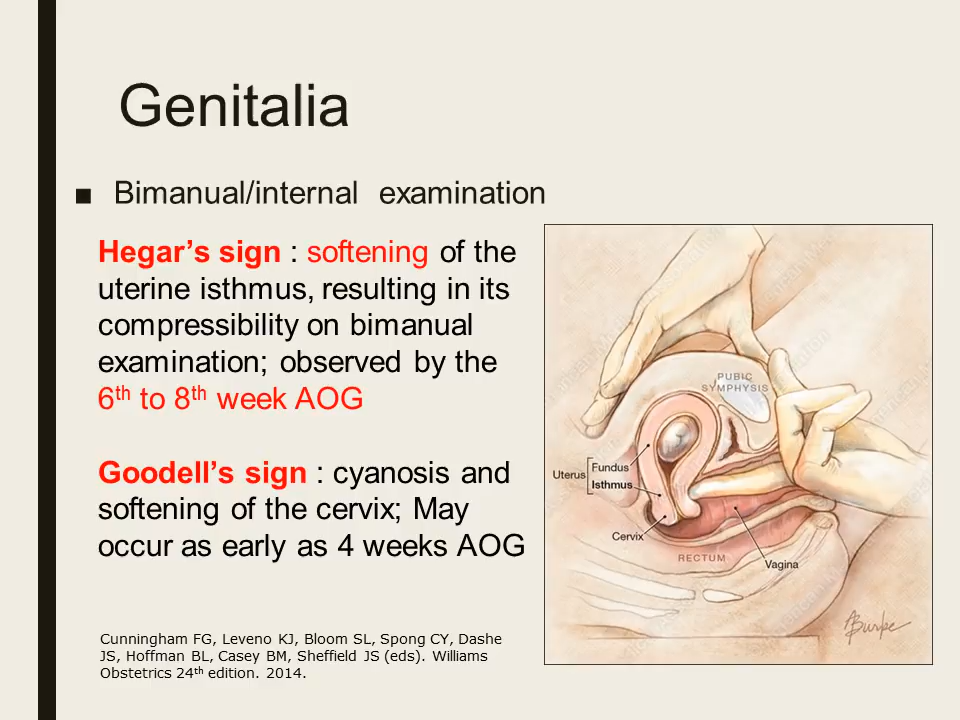 Genitalia
■ Bimanual/internal examination
Hegar’s sign : softening of the
uterine isthmus, resulting in its
compressibility on bimanual
examination; observed by the
6th to 8th week AOG
Goodell’s sign : cyanosis and
softening of the cervix; May
occur as early as 4 weeks AOG
PUBIC
SYMPHYSIS
Uterus
Fundus
Isthmus
Cervix
RECTUM
Vagina
Burke
Cunningham FG, Leveno KJ, Bloom SL, Spong CY, Dashe
JS, Hoffman BL, Casey BM, Sheffield JS (eds). Williams
Obstetrics 24th edition. 2014.